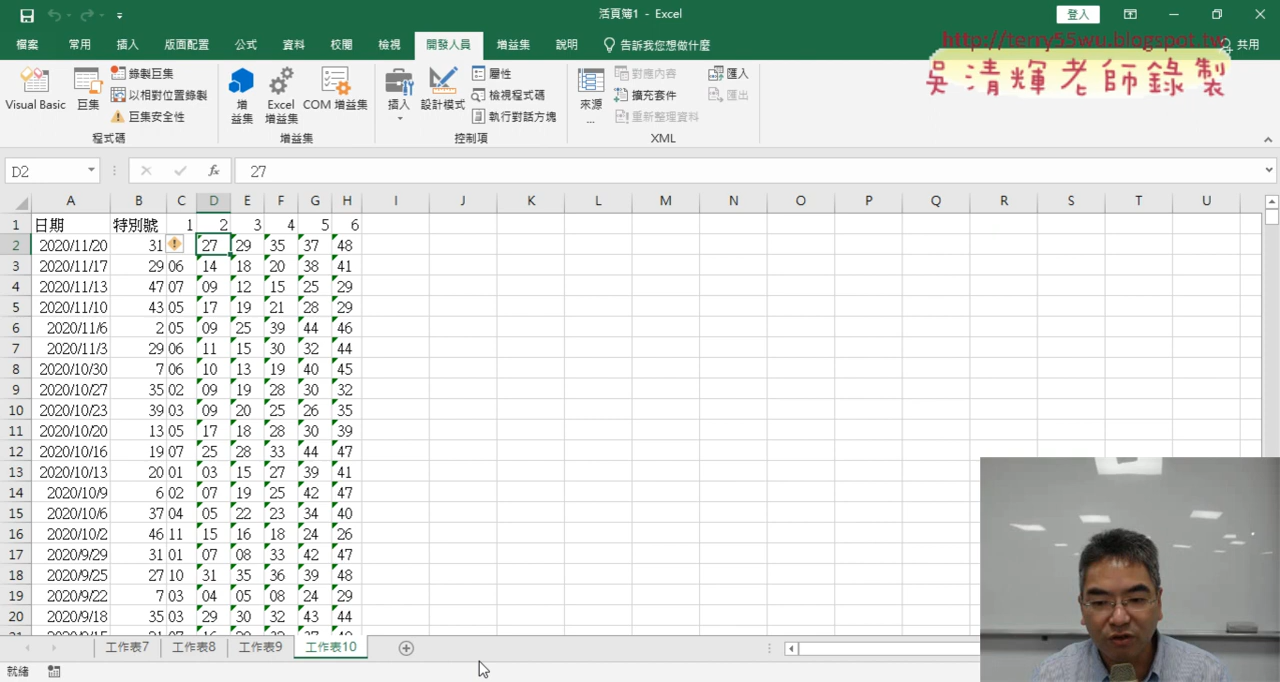 活頁簿1 - Excel
登入
檔案 常用 插入 版面配置 公式 資料 校閱 檢視 開發人員 增益集 說明 告訴我您想做什麼 共用
http://terry55wu.blogspot.tw
吳清輝老師錄製
Visual Basic
巨集
錄製巨集
以相對位置錄製
巨集安全性
程式碼
增益集
Excel 增益集
COM 增益集
增益集
插入
設計模式
屬性
檢視程式碼
執行對話方塊
控制項
來源...
對應內容
擴充套件
重新整理資料
匯入
匯出
XML
D2 fx 27
A B C D E F G H I J K L M N O P Q R S T U
1 日期 特別號 1 2 3 4 5 6
2 2020/11/20 31 27 29 35 37 48
3 2020/11/17 29 06 14 18 20 38 41
4 2020/11/13 47 07 09 12 15 25 29
5 2020/11/10 43 05 17 19 21 28 29
6 2020/11/6 2 05 09 25 39 44 46
7 2020/11/3 29 06 11 15 30 32 44
8 2020/10/30 7 06 10 13 19 40 45
9 2020/10/27 35 02 09 19 28 30 32
10 2020/10/23 39 03 09 20 25 26 35
11 2020/10/20 13 05 17 18 28 30 39
12 2020/10/16 19 07 25 28 33 44 47
13 2020/10/13 20 01 03 15 27 39 41
14 2020/10/9 6 02 07 19 25 42 47
15 2020/10/6 37 04 05 22 23 34 40
16 2020/10/2 46 11 15 16 18 24 26
17 2020/9/29 31 01 07 08 33 42 47
18 2020/9/25 27 10 31 35 36 39 48
19 2020/9/22 7 03 04 05 08 24 29
20 2020/9/18 35 03 29 30 32 43 44
工作表7 工作表8 工作表9 工作表10
就緒